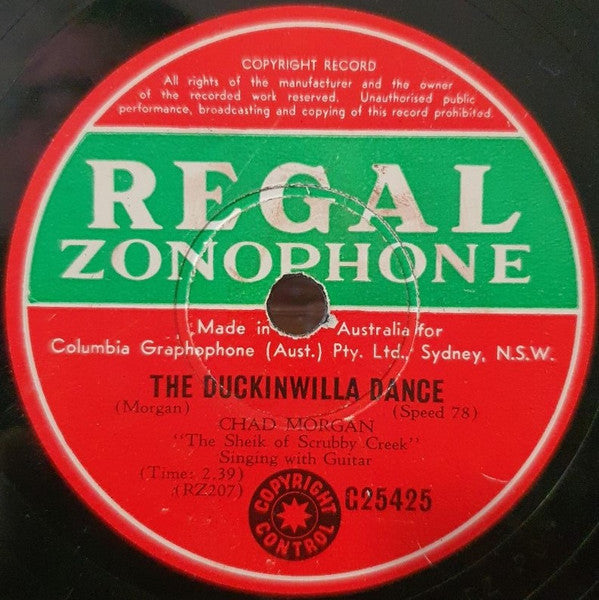 COPYRIGHT RECORD
All rights of the manufacturer and the owner
of the recorded work reserved. Unauthorised public
performance, broadcasting and copying of this record prohibited.
REGAL
ZONOPHONE
Made in Australia for
Columbia Graphophone (Aust.) Pty. Ltd., Sydney, N.S.W.
THE DUCKINWILLA DANCE
(Morgan) (Speed 78)
CHAD MORGAN
"The Sheik of Scrubby Creek"
Singing with Guitar
(Time: 2.39)
(RZ207)
COPYRIGHT CONTROL
G25425